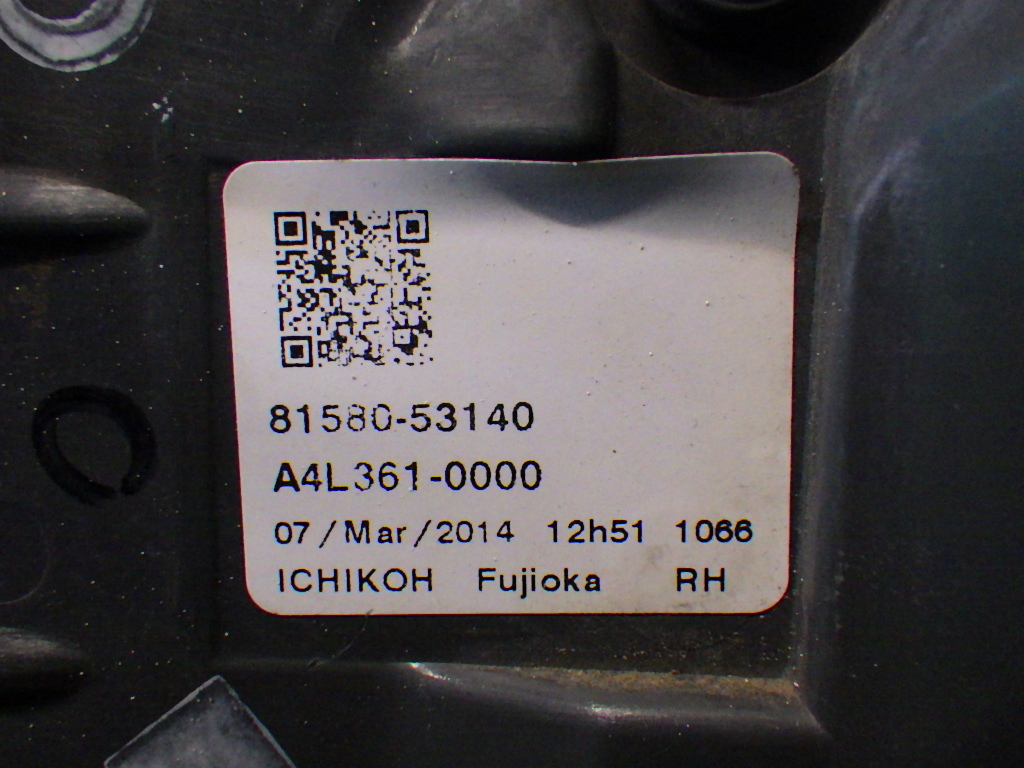 81580-53140
A4L361-0000
07/Mar/2014 12h51 1066
ICHIKOH Fujioka RH